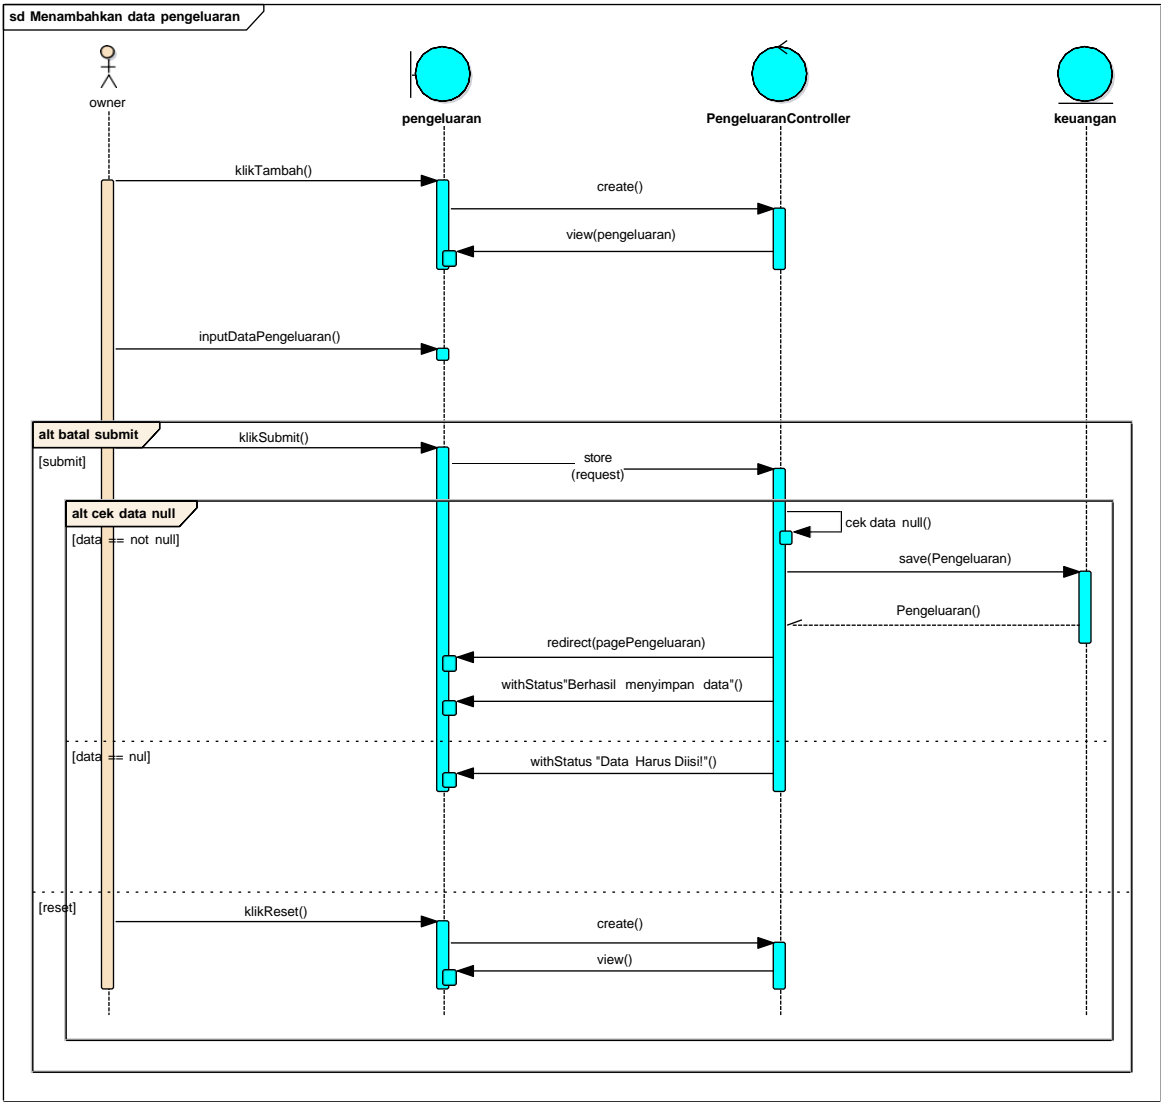 sd Menambahkan data pengeluaran
owner
pengeluaran
PengeluaranController
keuangan
klikTambah()
create()
view(pengeluaran)
inputDataPengeluaran()
alt batal submit
klikSubmit()
[submit]
store
(request)
alt cek data null
cek data null()
[data == not null]
save(Pengeluaran)
Pengeluaran()
redirect(pagePengeluaran)
withStatus"Berhasil menyimpan data"()
[data == nul]
withStatus "Data Harus Diisi!"()
[reset]
klikReset()
create()
view()